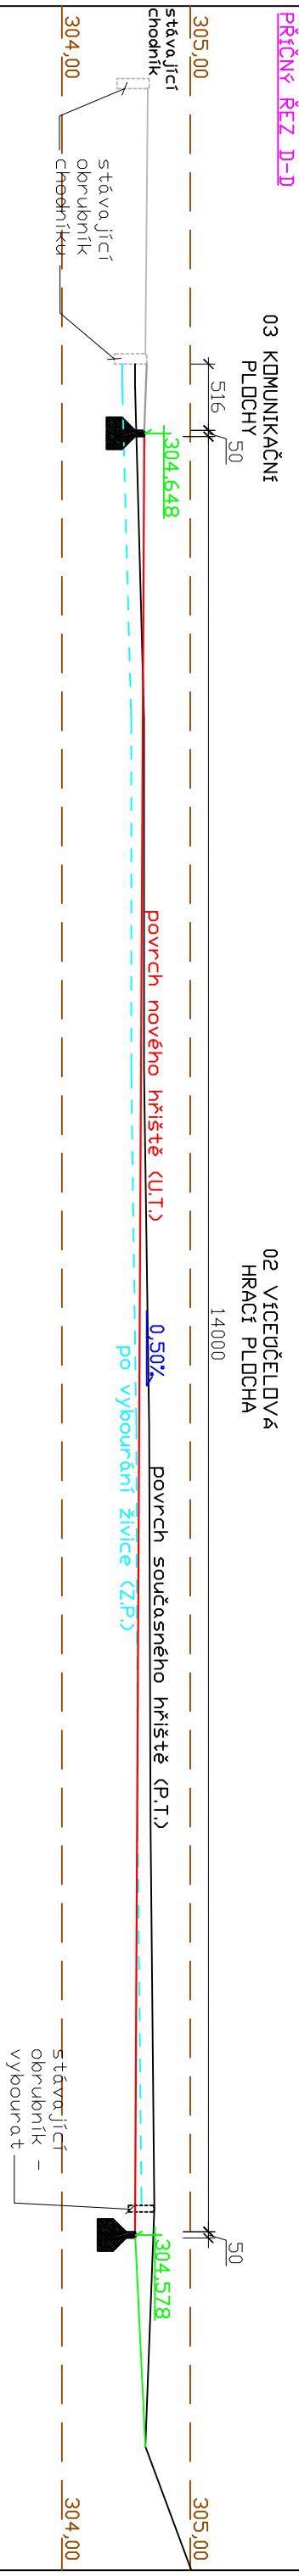 PŘÍČNÝ ŘEZ D-D
03 KOMUNIKAČNÍ
PLOCHY
02 VÍCEÚČELOVÁ
HRACÍ PLOCHA
305,00
305,00
516
50
14000
50
stávající
chodník
304,648
povrch nového hřiště (U.T.)
0,50%
povrch současného hřiště (P.T.)
po vybourání živice (Z.P.)
304,578
stávající
obrubník
chodníku
stávající
obrubník -
vybourat
304,00
304,00